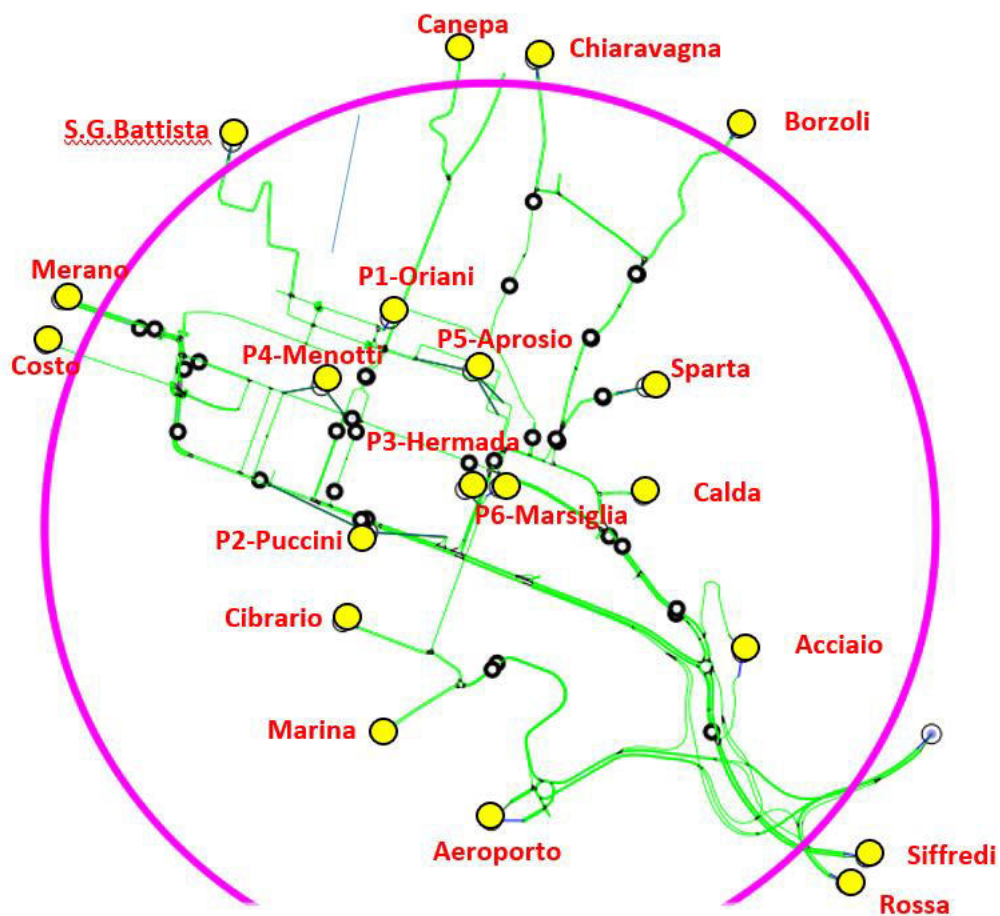 Canepa
Chiaravagna
S.G.Battista
Borzoli
Merano
P1-Oriani
P5-Aprosio
Costo
P4-Menotti
Sparta
P3-Hermada
Calda
P6-Marsiglia
P2-Puccini
Cibrario
Acciaio
Marina
Aeroporto
Siffredi
Rossa